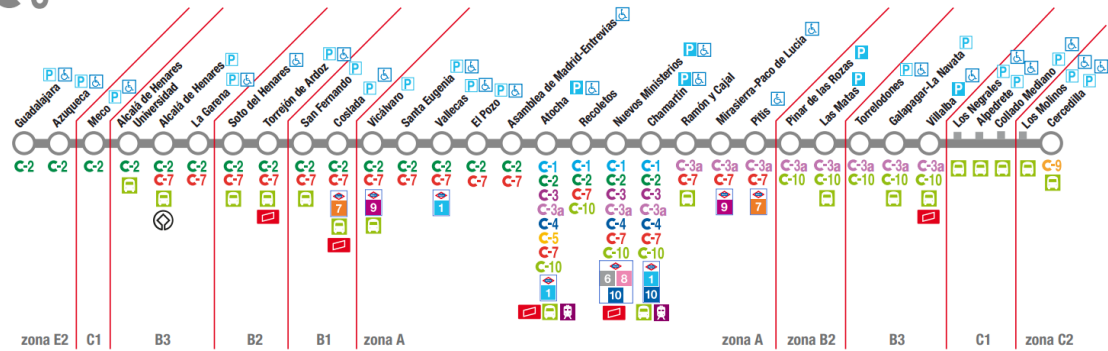 Guadalajara
Azuqueca
Meco
Alcalá de Henares
Universidad
Alcalá de Henares
La Garena
Soto del Henares
Torrejón de Ardoz
San Fernando
Coslada
Vicálvaro
Santa Eugenia
Vallecas
El Pozo
Asamblea de Madrid-Entrevías
Atocha
Recoletos
Nuevos Ministerios
Chamartín
Ramón y Cajal
Mirasierra-Paco de Lucía
Pitis
Pinar de las Rozas
Las Matas
Torrelodones
Galapagar-La Navata
Villalba
Los Negrales
Alpedrete
Collado Mediano
Los Molinos
Cercedilla
C-2 C-2 C-2 C-2 C-2 C-2 C-2 C-2 C-2 C-2 C-2 C-2 C-2 C-2 C-2 C-1 C-1 C-1 C-1 C-3a C-3a C-3a C-3a C-3a C-3a C-3a C-3a C-9
C-7 C-7 C-7 C-7 C-7 C-7 C-7 C-7 C-7 C-7 C-2 C-2 C-2 C-2 C-7 C-7 C-7 C-10 C-10 C-10 C-10 C-10
7 9 1 C-3 C-7 C-3 C-3 9 7
C-3a C-10 C-3a C-3a
C-4 C-4 C-4
C-5 C-7 C-7
C-7 C-10 C-10
C-10 6 8 1
1 10 10
zona E2 C1 B3 B2 B1 zona A zona A zona B2 B3 C1 zona C2